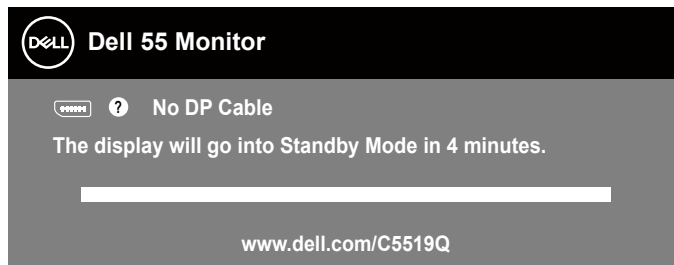 DELL Dell 55 Monitor
? No DP Cable
The display will go into Standby Mode in 4 minutes.
www.dell.com/C5519Q